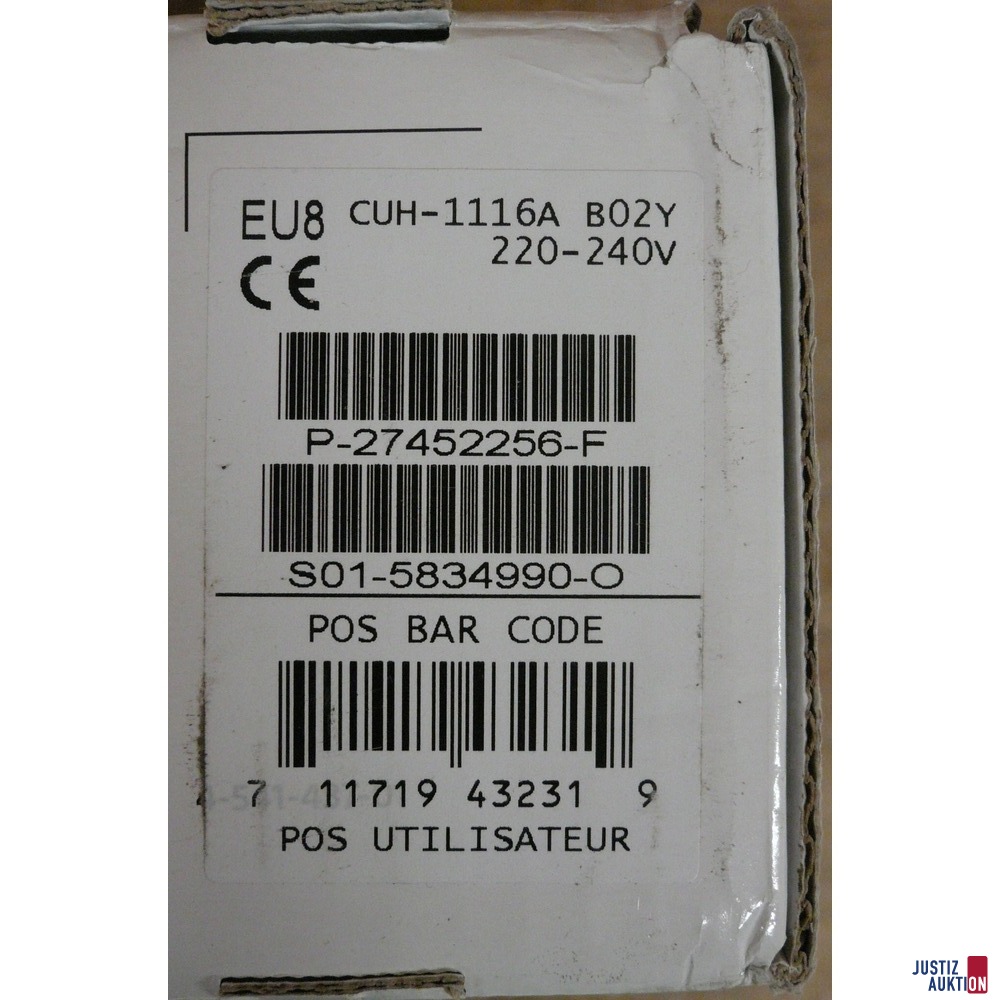 EU8 CUH-1116A B02Y
220-240V
CE
P-27452256-F
S01-5834990-O
POS BAR CODE
7 11719 43231 9
POS UTILISATEUR
JUSTIZ
AUKTION